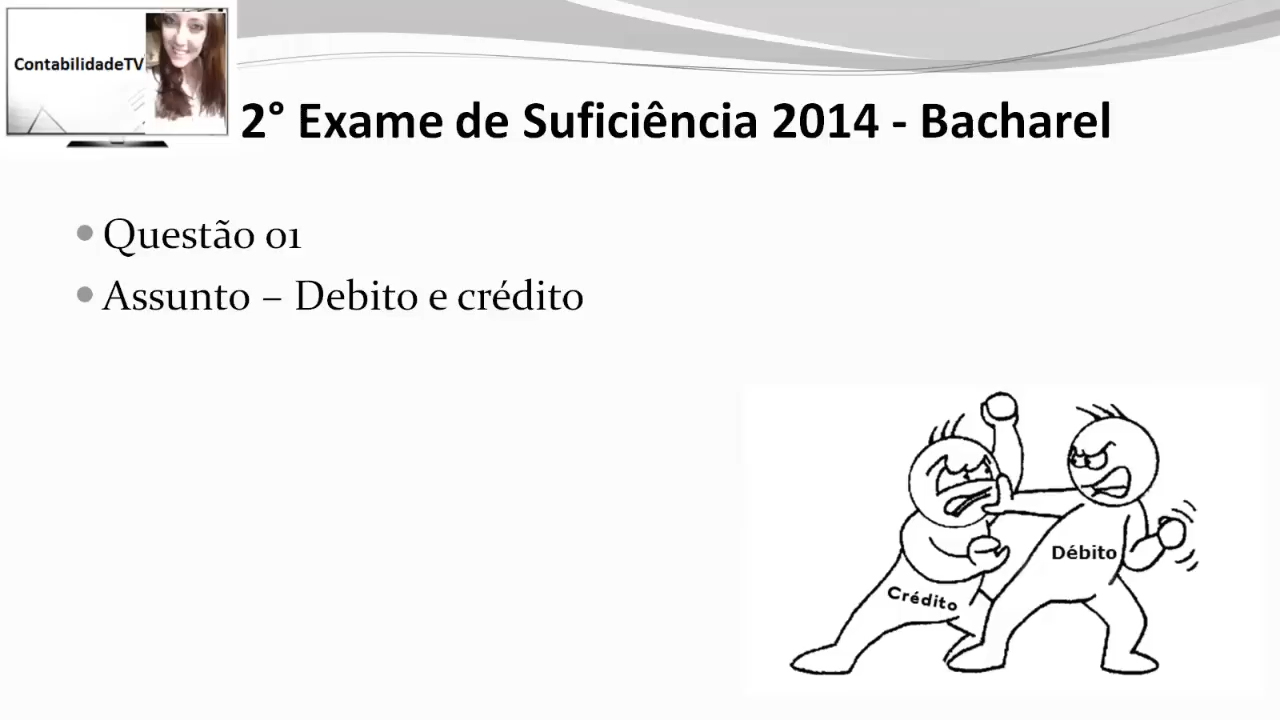 ContabilidadeTV
2° Exame de Suficiência 2014 - Bacharel
Questão 01
Assunto – Debito e crédito
Débito
Crédito